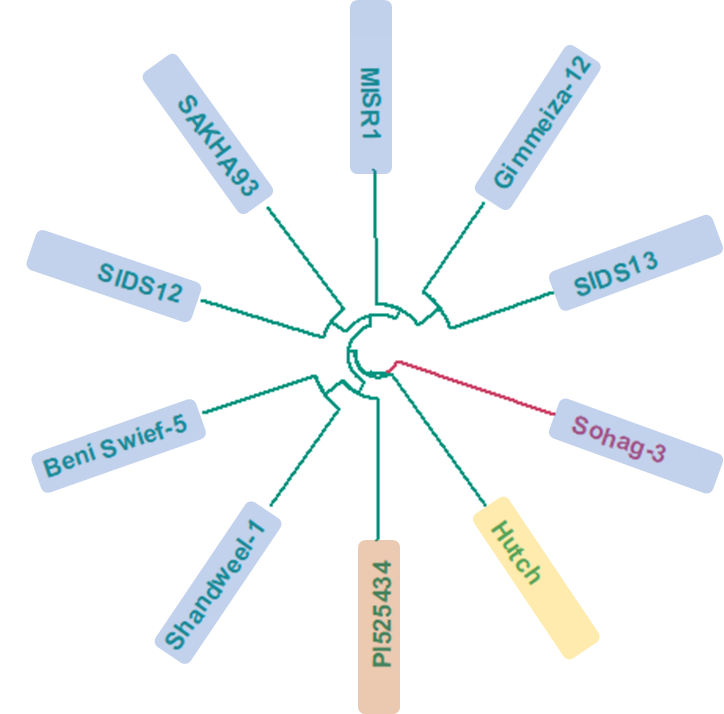 MISR1
Gimmeiza-12
SIDS13
Sohag-3
Hutch
PI525434
Shandweel-1
Beni Swief-5
SIDS12
SAKHA93